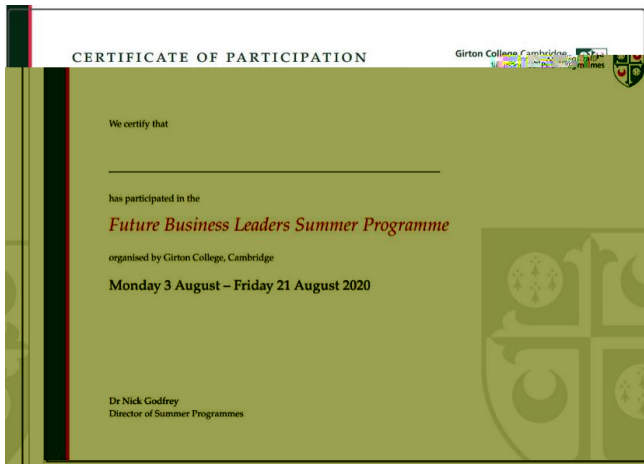 CERTIFICATE OF PARTICIPATION
Girton College Cambridge
We certify that
has participated in the
Future Business Leaders Summer Programme
organised by Girton College, Cambridge
Monday 3 August – Friday 21 August 2020
Dr Nick Godfrey
Director of Summer Programmes